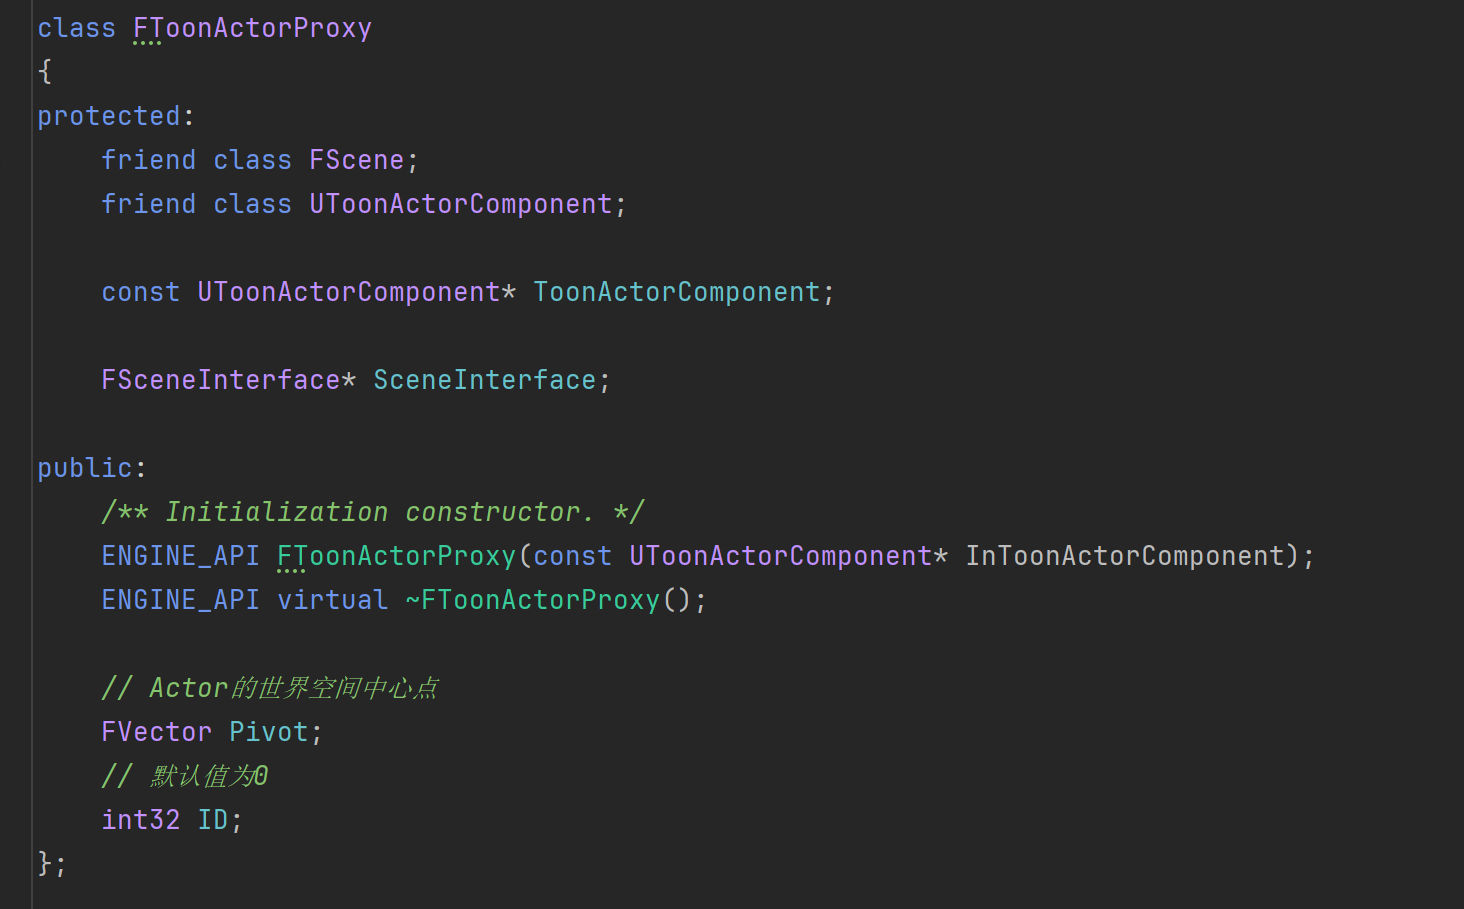 class FToonActorProxy
{
protected:
    friend class FScene;
    friend class UToonActorComponent;
    const UToonActorComponent* ToonActorComponent;
    FSceneInterface* SceneInterface;
public:
    /** Initialization constructor. */
    ENGINE_API FToonActorProxy(const UToonActorComponent* InToonActorComponent);
    ENGINE_API virtual ~FToonActorProxy();
    // Actor的世界空间中心点
    FVector Pivot;
    // 默认值为0
    int32 ID;
};